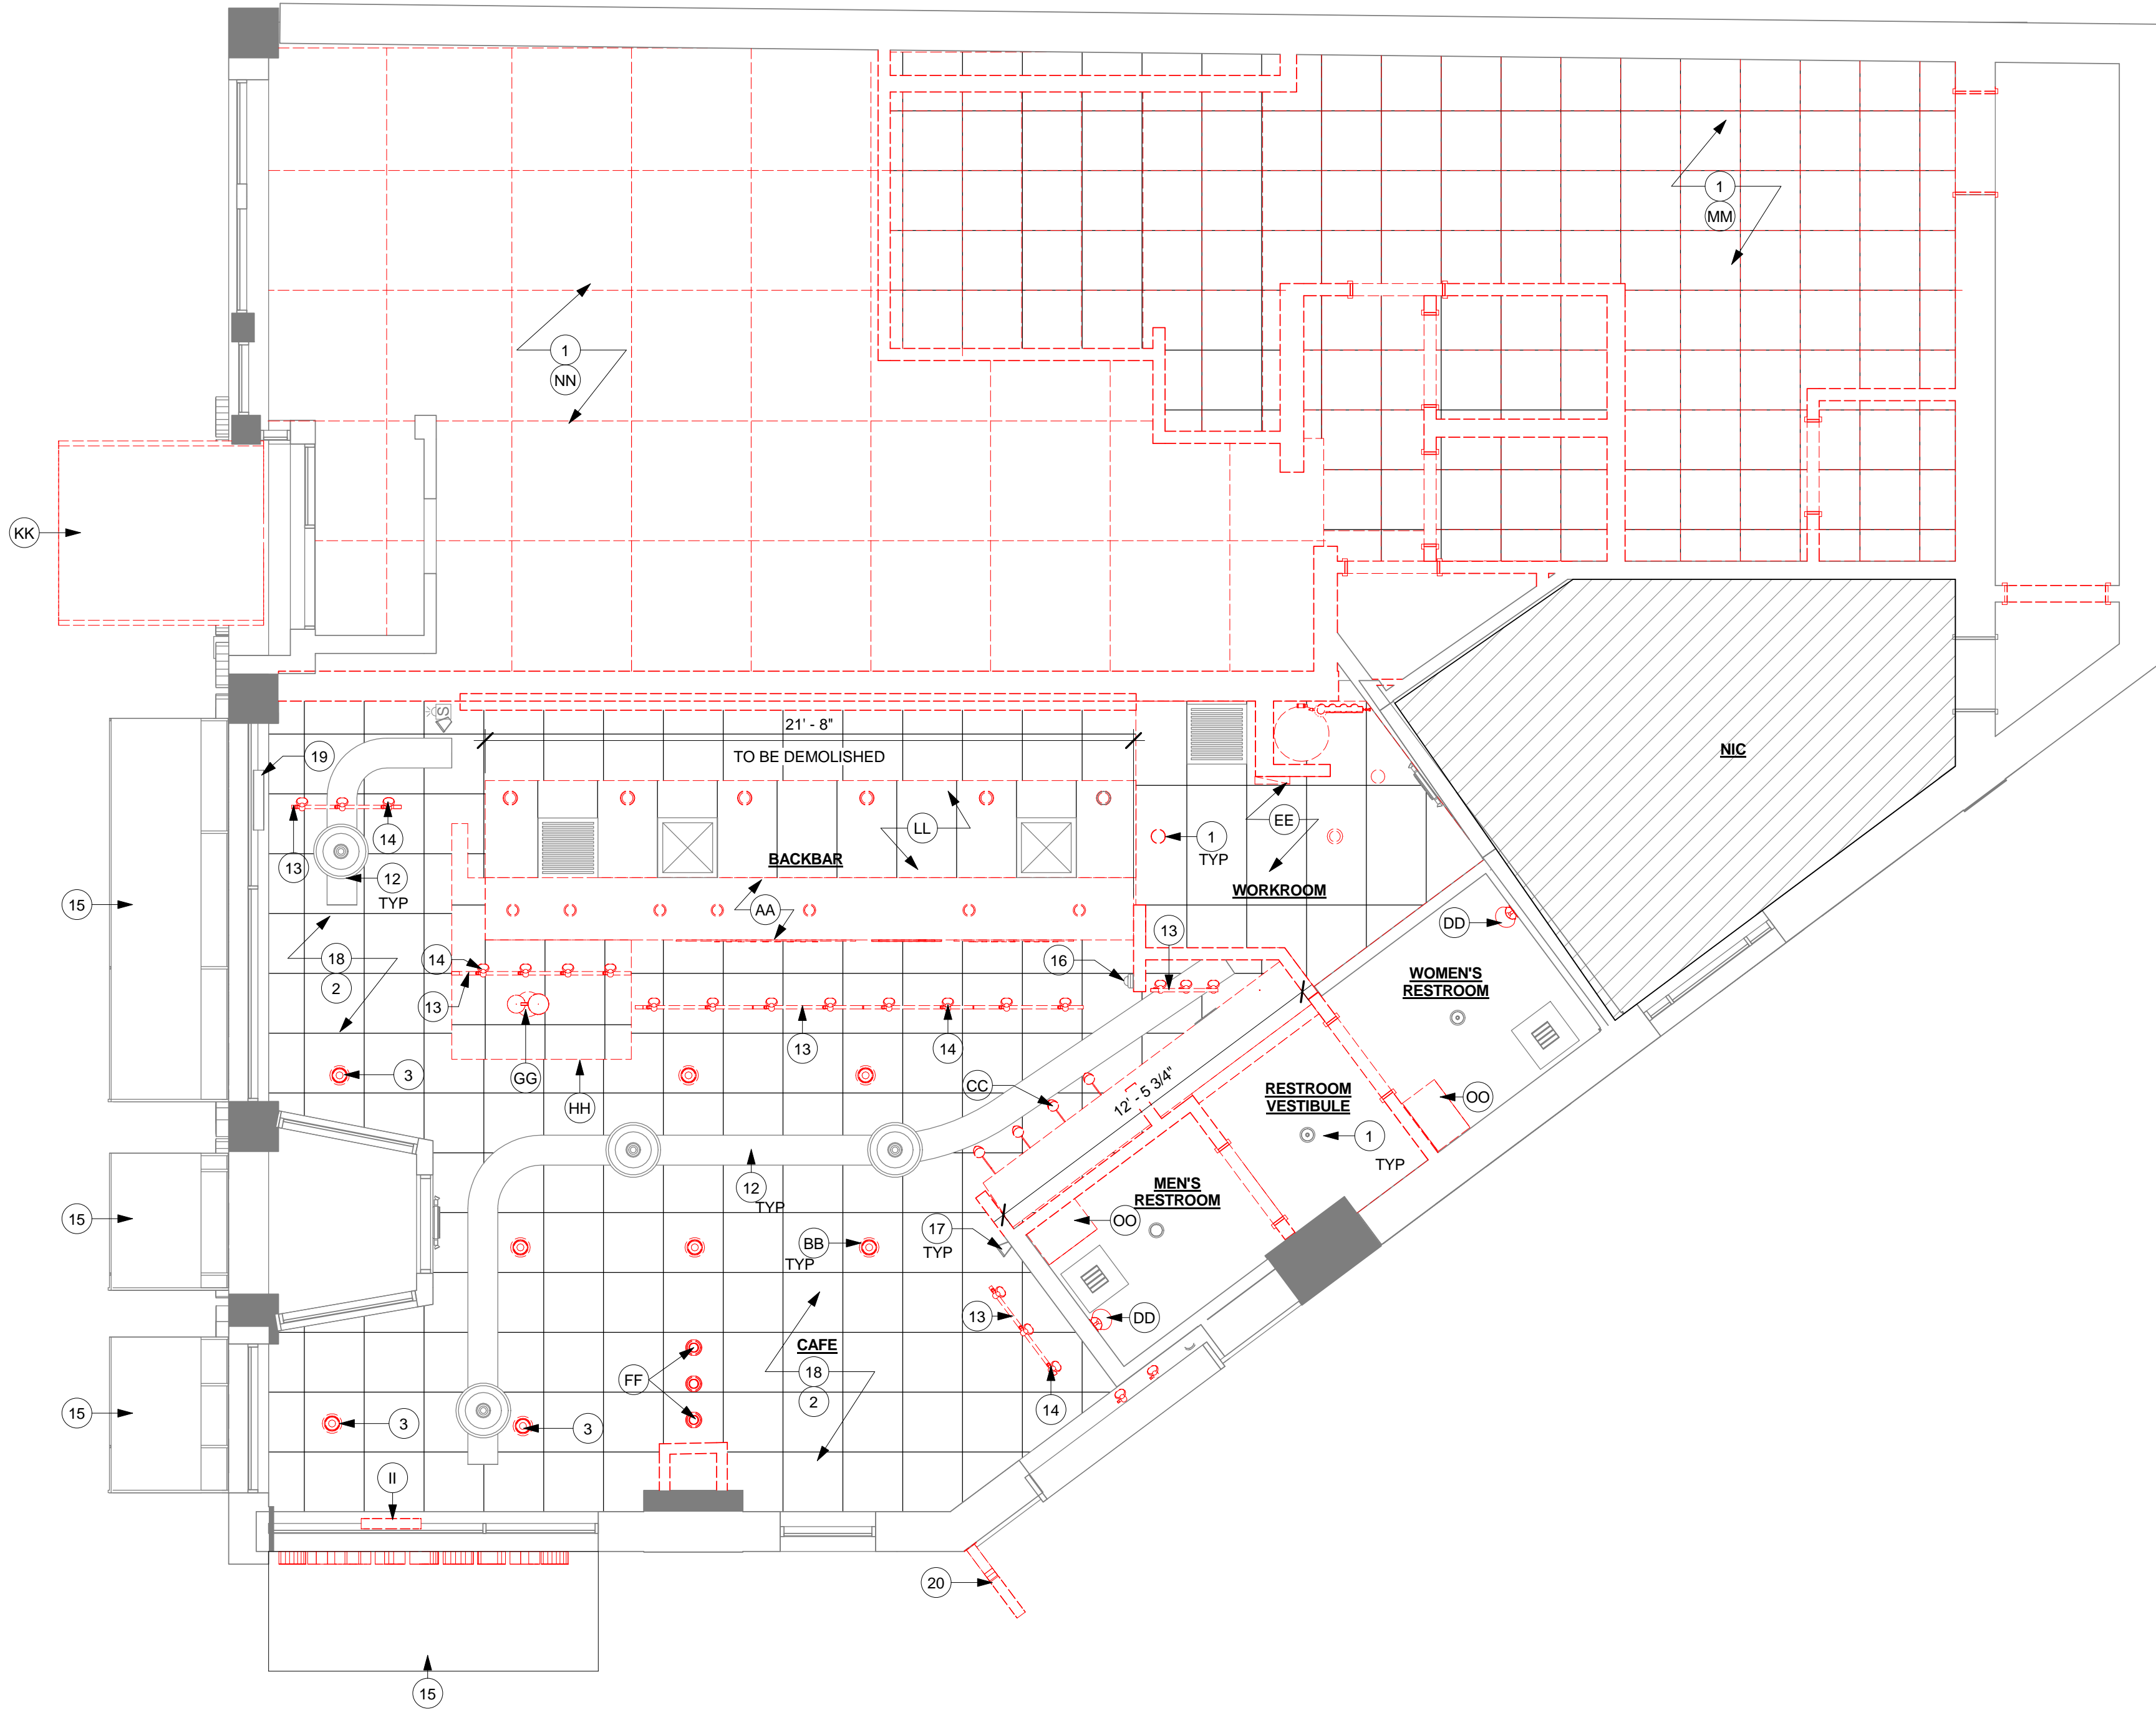 1
MM
1
NN
KK
21' - 8"
TO BE DEMOLISHED
NIC
19
14
13
12
TYP
LL
BACKBAR
EE
1
TYP
WORKROOM
15
AA
DD
18
2
14
13
13
16
WOMEN'S
RESTROOM
13
14
3
GG
HH
CC
12' - 5 3/4"
RESTROOM
VESTIBULE
OO
1
TYP
12
TYP
MEN'S
RESTROOM
OO
15
17
TYP
BB
TYP
13
DD
CAFE
18
2
FF
14
15
3
3
II
20
15